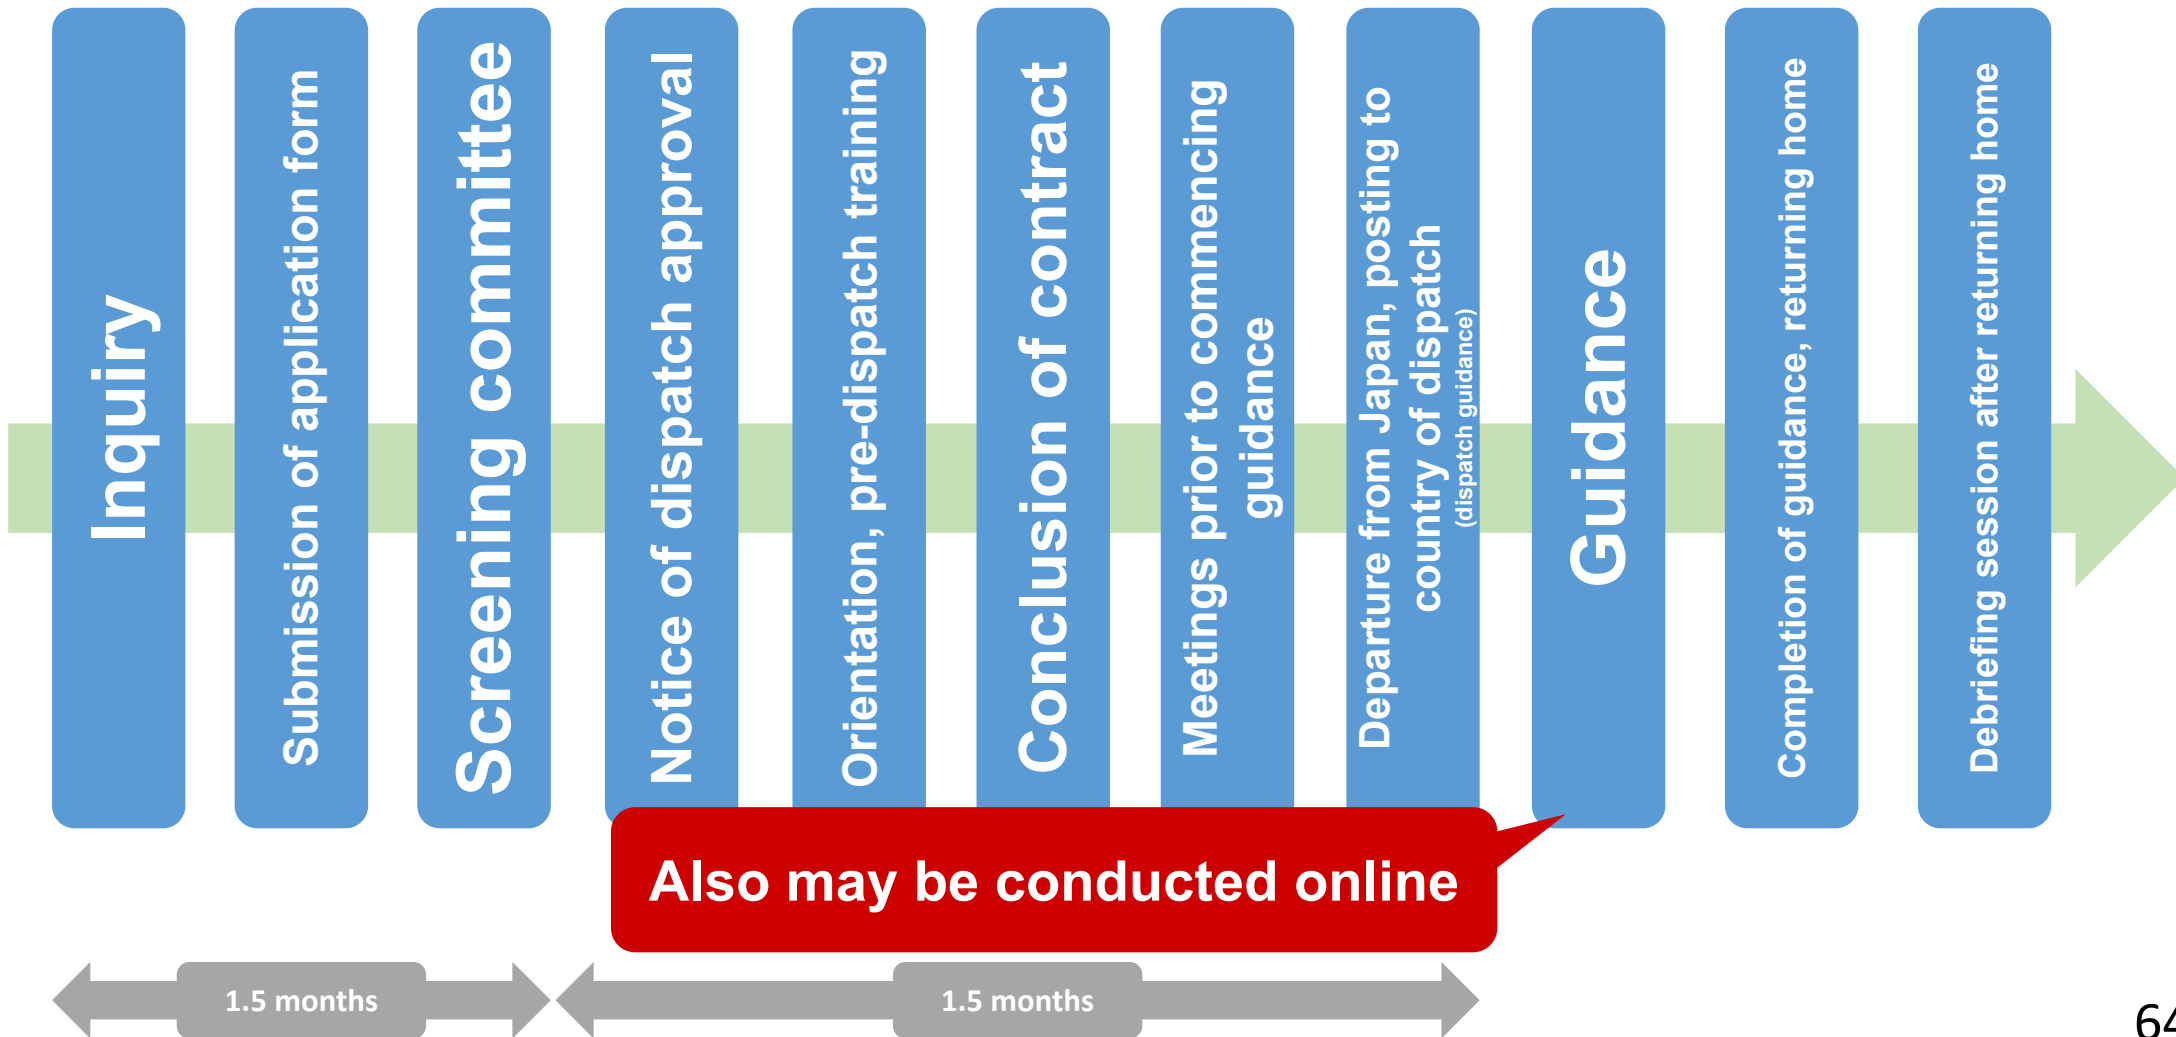 Inquiry
Submission of application form
Screening committee
Notice of dispatch approval
Orientation, pre-dispatch training
Conclusion of contract
Meetings prior to commencing
guidance
Departure from Japan, posting to
country of dispatch
(dispatch guidance)
Guidance
Completion of guidance, returning home
Debriefing session after returning home
Also may be conducted online
1.5 months
1.5 months
64